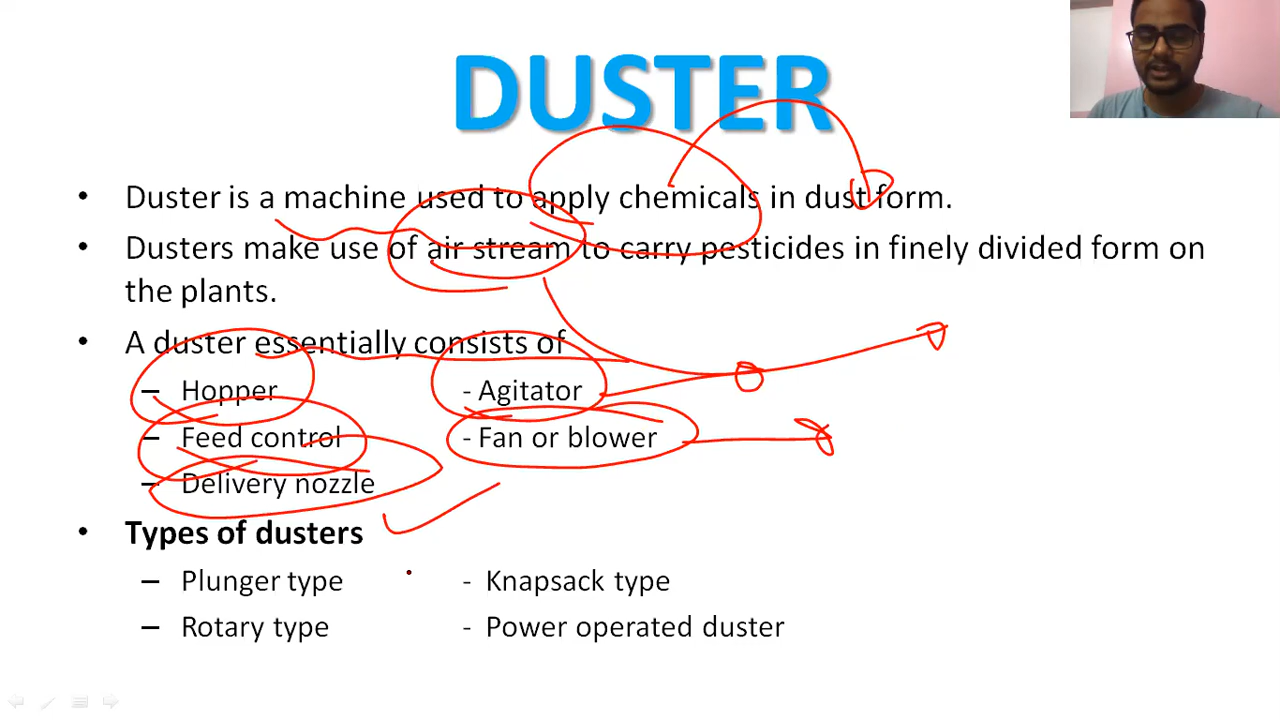 DUSTER
• Duster is a machine used to apply chemicals in dust form.
• Dusters make use of air stream to carry pesticides in finely divided form on
the plants.
• A duster essentially consists of
– Hopper - Agitator
– Feed control - Fan or blower
– Delivery nozzle
• Types of dusters
– Plunger type - Knapsack type
– Rotary type - Power operated duster